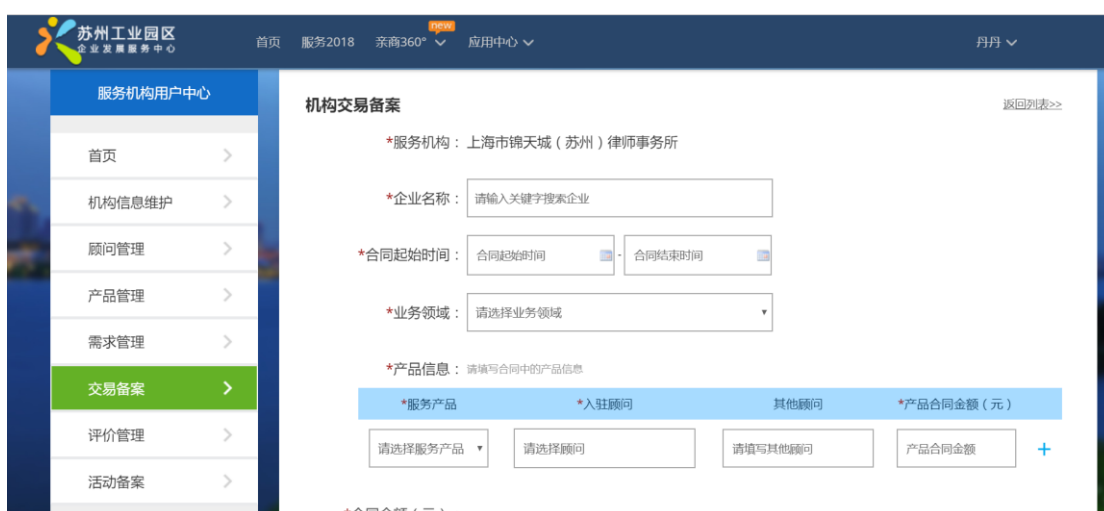 苏州工业园区
企业发展服务中心
首页 服务2018 亲商360° new 应用中心 丹丹
服务机构用户中心
首页
机构信息维护
顾问管理
产品管理
需求管理
交易备案
评价管理
活动备案
机构交易备案 返回列表>>
*服务机构： 上海市锦天城（苏州）律师事务所
*企业名称： 请输入关键字搜索企业
*合同起始时间： 合同起始时间 - 合同结束时间
*业务领域： 请选择业务领域
*产品信息： 请填写合同中的产品信息
*服务产品 *入驻顾问 其他顾问 *产品合同金额（元）
请选择服务产品 请选择顾问 请填写其他顾问 产品合同金额 +
*合同金额（元）